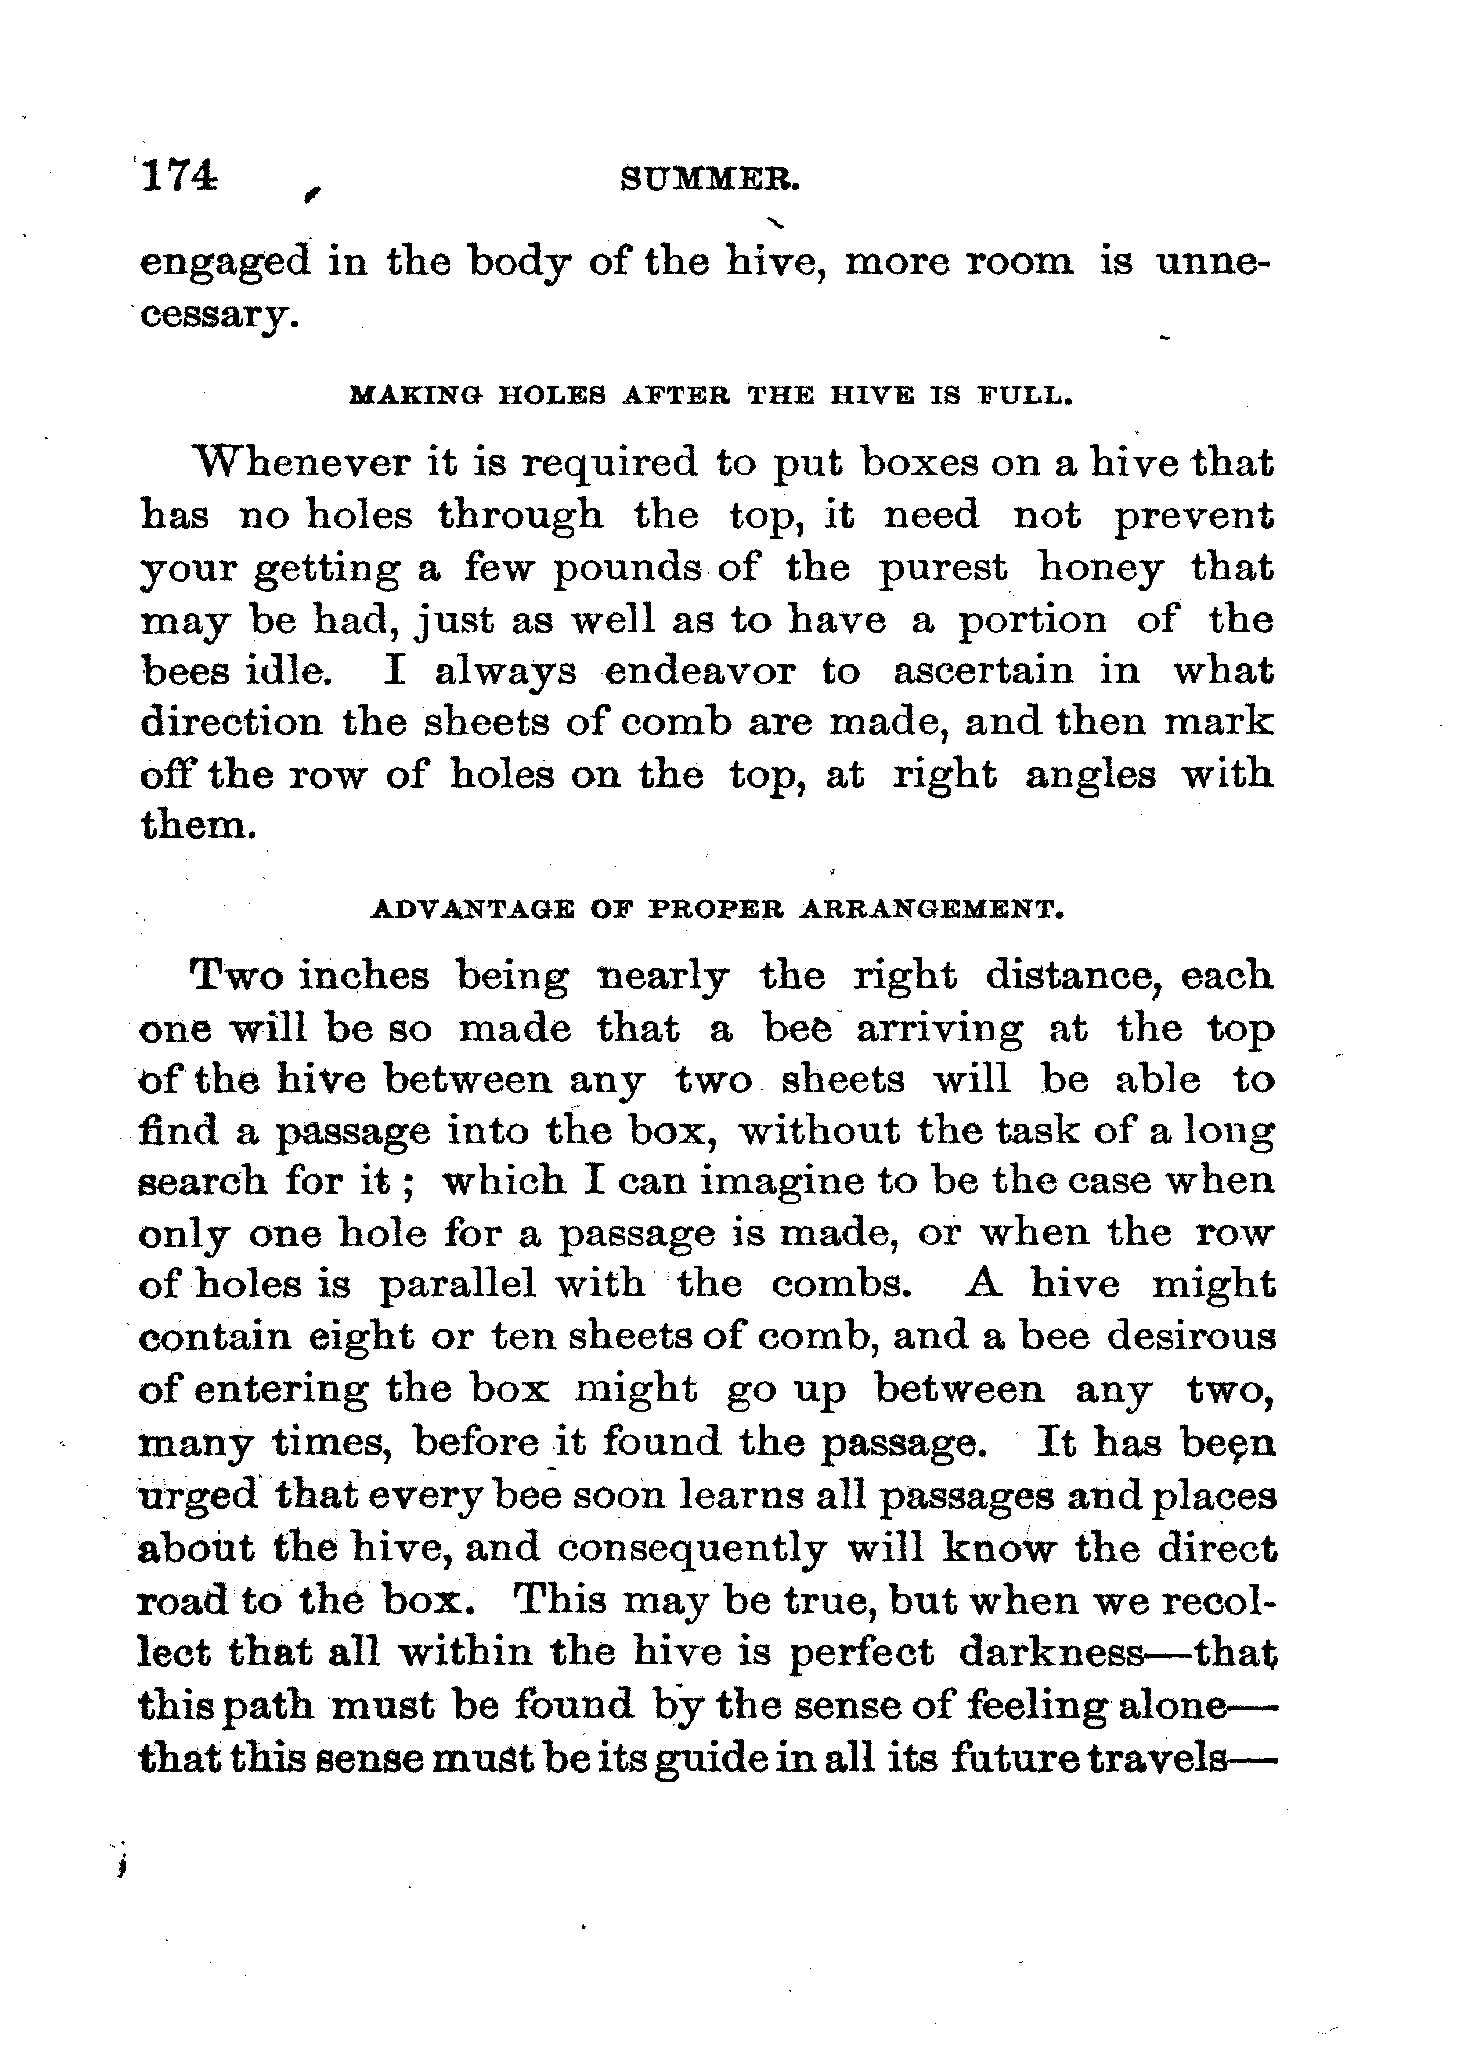 174 SUMMER.
engaged in the body of the hive, more room is unne-
cessary.
MAKING HOLES AFTER THE HIVE IS FULL.
Whenever it is required to put boxes on a hive that
has no holes through the top, it need not prevent
your getting a few pounds of the purest honey that
may be had, just as well as to have a portion of the
bees idle. I always endeavor to ascertain in what
direction the sheets of comb are made, and then mark
off the row of holes on the top, at right angles with
them.
ADVANTAGE OF PROPER ARRANGEMENT.
Two inches being nearly the right distance, each
one will be so made that a bee arriving at the top
of the hive between any two sheets will be able to
find a passage into the box, without the task of a long
search for it ; which I can imagine to be the case when
only one hole for a passage is made, or when the row
of holes is parallel with the combs. A hive might
contain eight or ten sheets of comb, and a bee desirous
of entering the box might go up between any two,
many times, before it found the passage. It has been
urged that every bee soon learns all passages and places
about the hive, and consequently will know the direct
road to the box. This may be true, but when we recol-
lect that all within the hive is perfect darkness—that
this path must be found by the sense of feeling alone—
that this sense must be its guide in all its future travels—